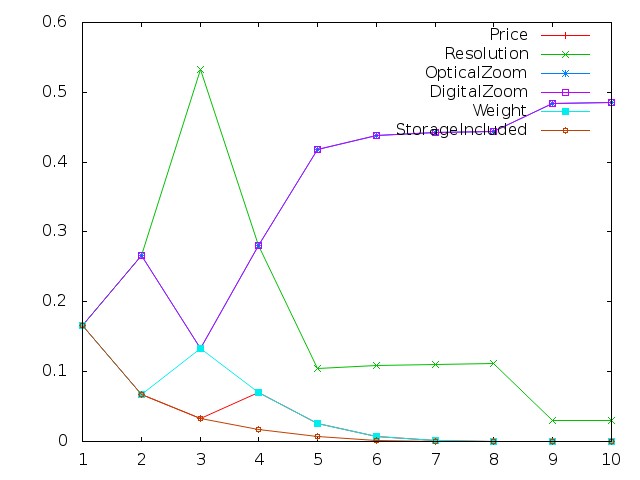 0.6
0.5
0.4
0.3
0.2
0.1
0
1 2 3 4 5 6 7 8 9 10
Price
Resolution
OpticalZoom
DigitalZoom
Weight
StorageIncluded